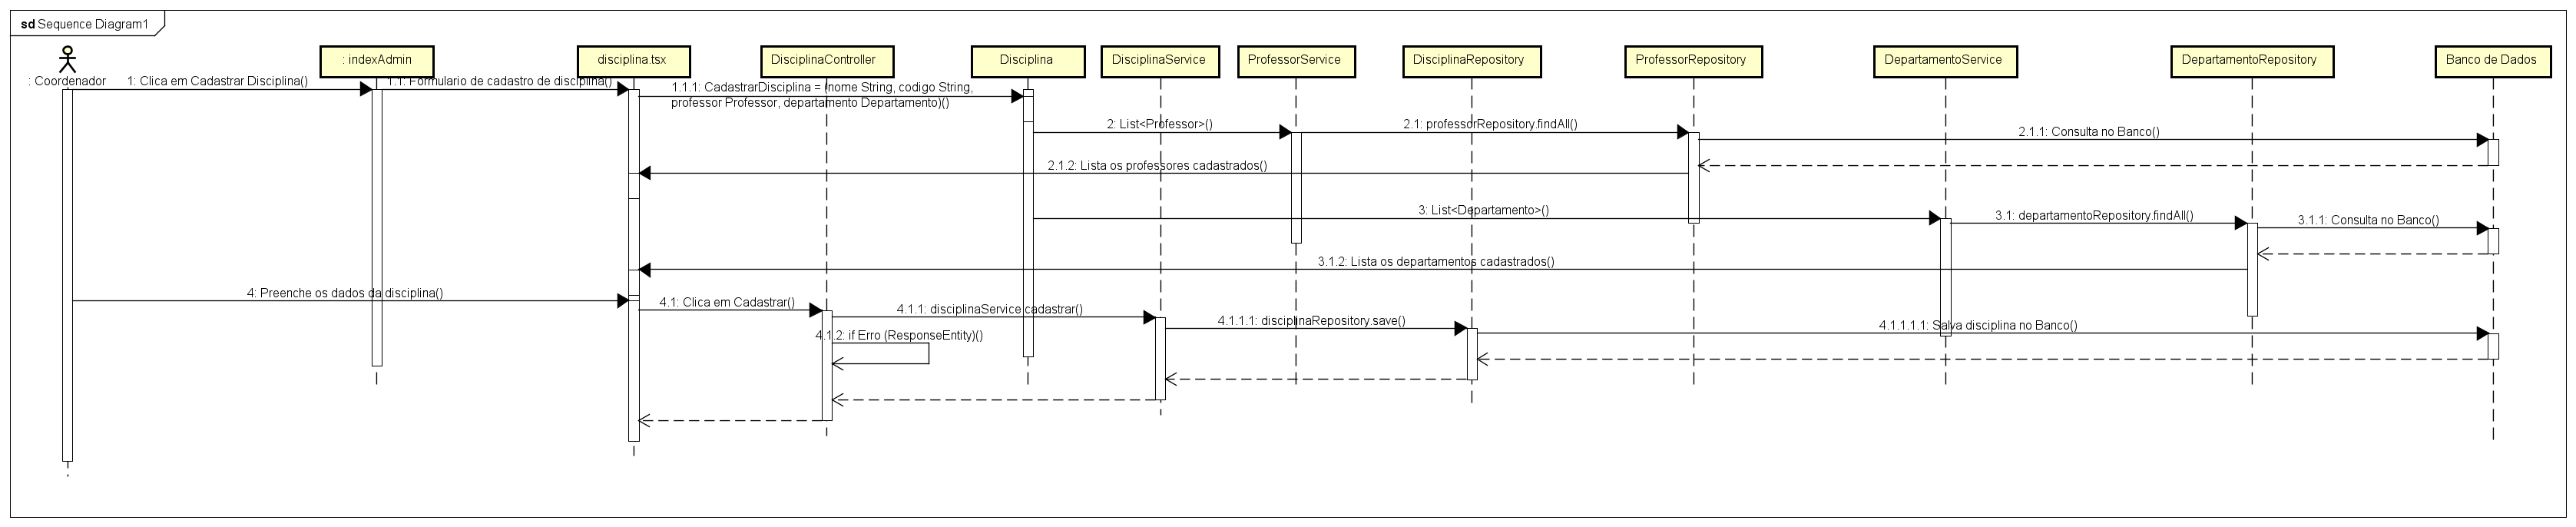 sd Sequence Diagram1
: Coordenador
: indexAdmin
disciplina.tsx
DisciplinaController
Disciplina
DisciplinaService
ProfessorService
DisciplinaRepository
ProfessorRepository
DepartamentoService
DepartamentoRepository
Banco de Dados
1: Clica em Cadastrar Disciplina()
1.1: Formulario de cadastro de disciplina()
1.1.1: CadastrarDisciplina = (nome String, codigo String,
professor Professor, departamento Departamento)()
2: List<Professor>()
2.1: professorRepository.findAll()
2.1.1: Consulta no Banco()
2.1.2: Lista os professores cadastrados()
3: List<Departamento>()
3.1: departamentoRepository.findAll()
3.1.1: Consulta no Banco()
3.1.2: Lista os departamentos cadastrados()
4: Preenche os dados da disciplina()
4.1: Clica em Cadastrar()
4.1.1: disciplinaService.cadastrar()
4.1.1.1: disciplinaRepository.save()
4.1.1.1.1: Salva disciplina no Banco()
4.1.2: if Erro (ResponseEntity)()